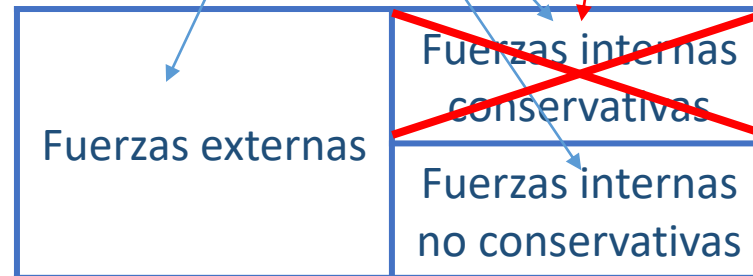 Fuerzas externas
Fuerzas internas
conservativas
Fuerzas internas
no conservativas